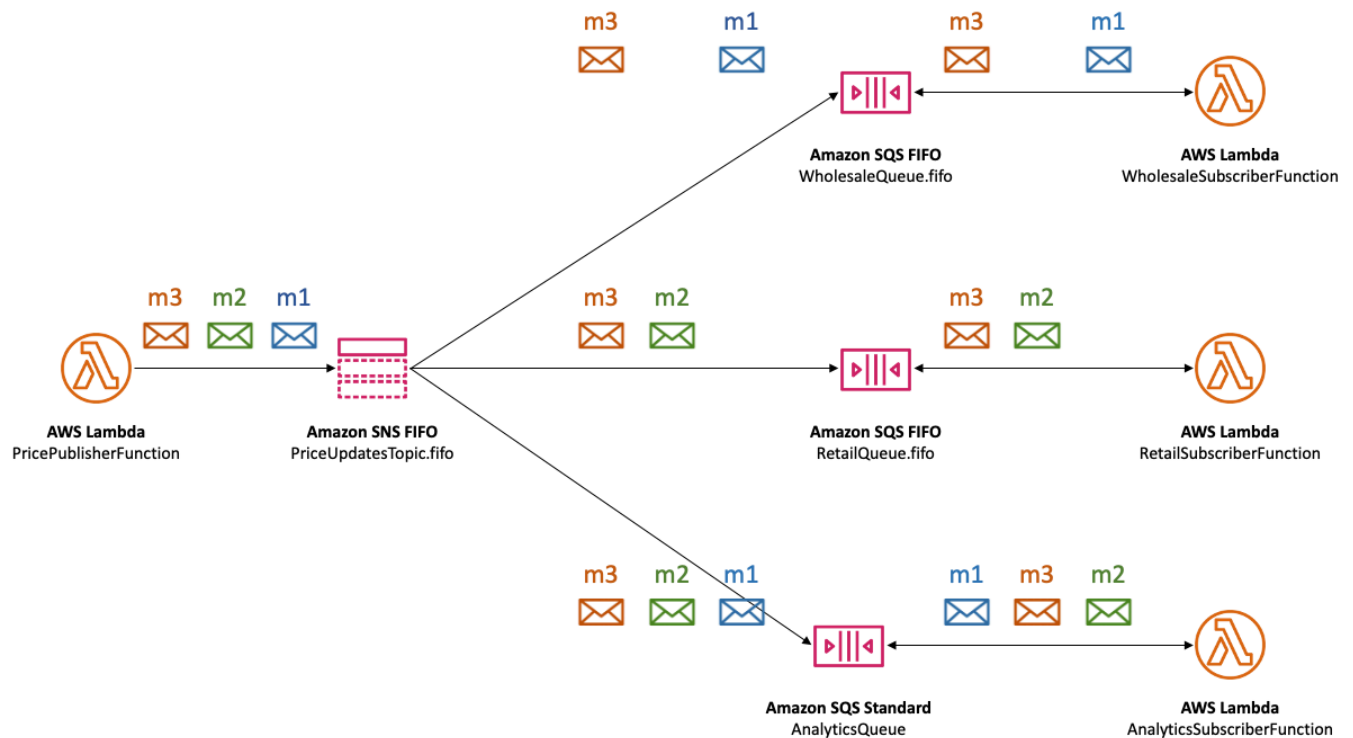 m3 m1 m3 m1
Amazon SQS FIFO
WholesaleQueue.fifo
AWS Lambda
WholesaleSubscriberFunction
m3 m2 m1
m3 m2
m3 m2
AWS Lambda
PricePublisherFunction
Amazon SNS FIFO
PriceUpdatesTopic.fifo
Amazon SQS FIFO
RetailQueue.fifo
AWS Lambda
RetailSubscriberFunction
m3 m2 m1
m1 m3 m2
Amazon SQS Standard
AnalyticsQueue
AWS Lambda
AnalyticsSubscriberFunction